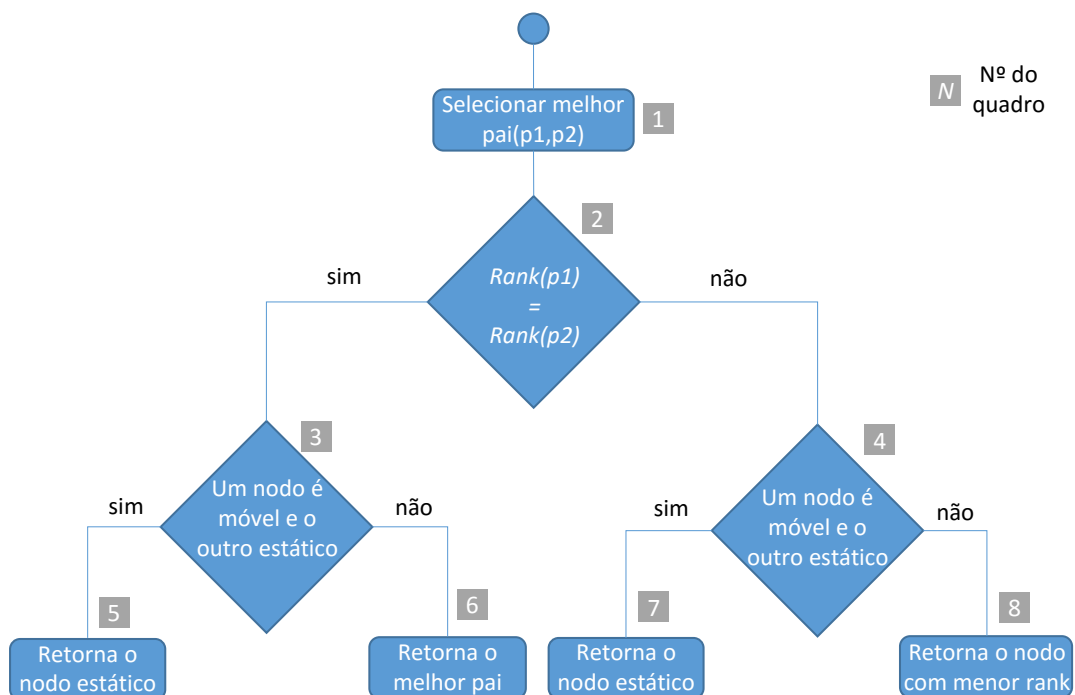 Selecionar melhor
pai(p1,p2)
1
N
Nº do
quadro
2
sim
Rank(p1)
=
Rank(p2)
não
3
Um nodo é
móvel e o
outro estático
sim
não
4
Um nodo é
móvel e o
outro estático
sim
não
5
Retorna o
nodo estático
6
Retorna o
melhor pai
7
Retorna o
nodo estático
8
Retorna o nodo
com menor rank